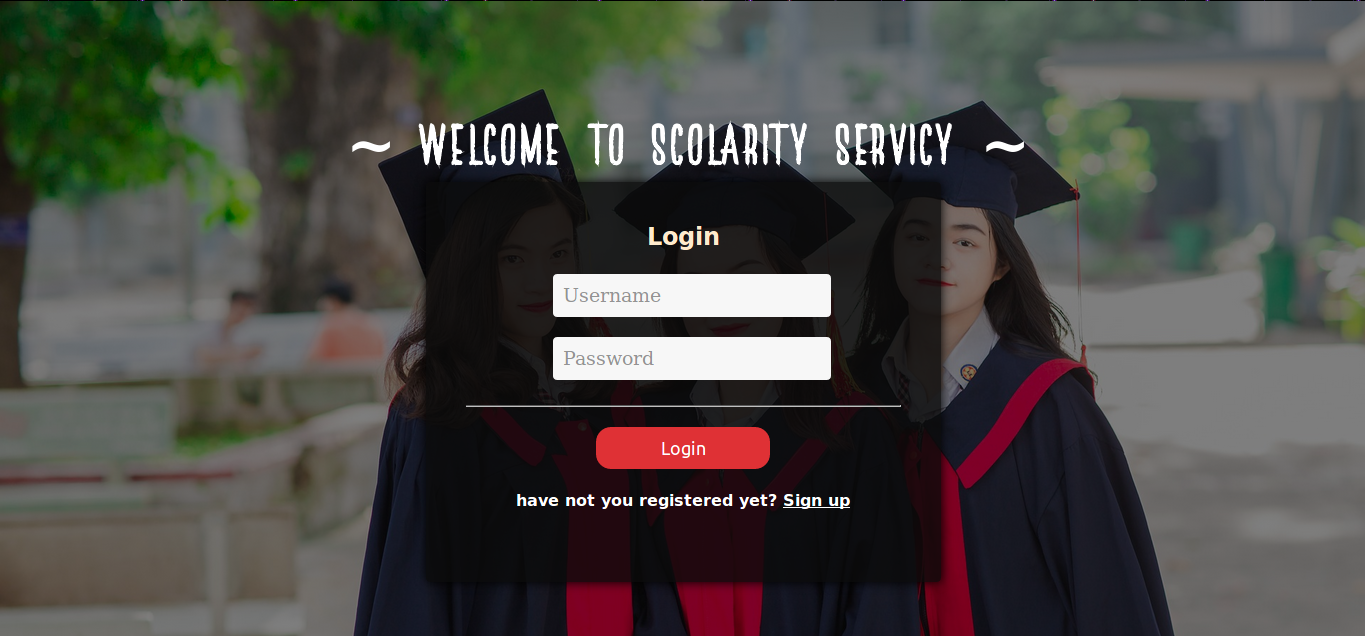 ~ WELCOME TO SCOLARITY SERVICY ~
Login
Username
Password
Login
have not you registered yet? Sign up